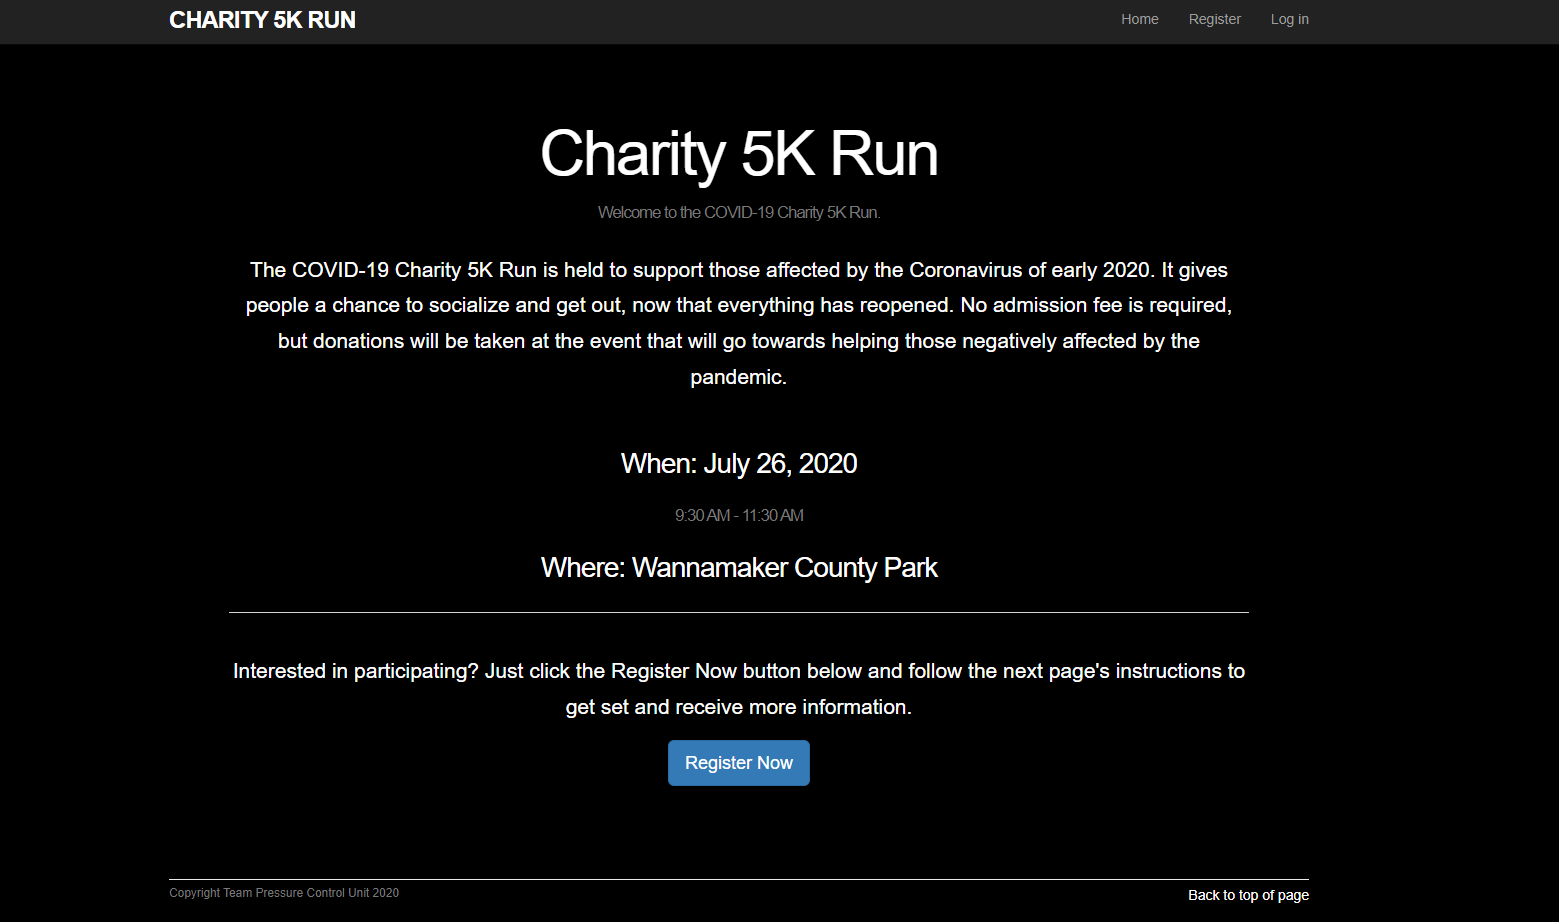 CHARITY 5K RUN
Home Register Log in
Charity 5K Run
Welcome to the COVID-19 Charity 5K Run.
The COVID-19 Charity 5K Run is held to support those affected by the Coronavirus of early 2020. It gives
people a chance to socialize and get out, now that everything has reopened. No admission fee is required,
but donations will be taken at the event that will go towards helping those negatively affected by the
pandemic.
When: July 26, 2020
9:30 AM - 11:30 AM
Where: Wannamaker County Park
Interested in participating? Just click the Register Now button below and follow the next page's instructions to
get set and receive more information.
Register Now
Copyright Team Pressure Control Unit 2020
Back to top of page